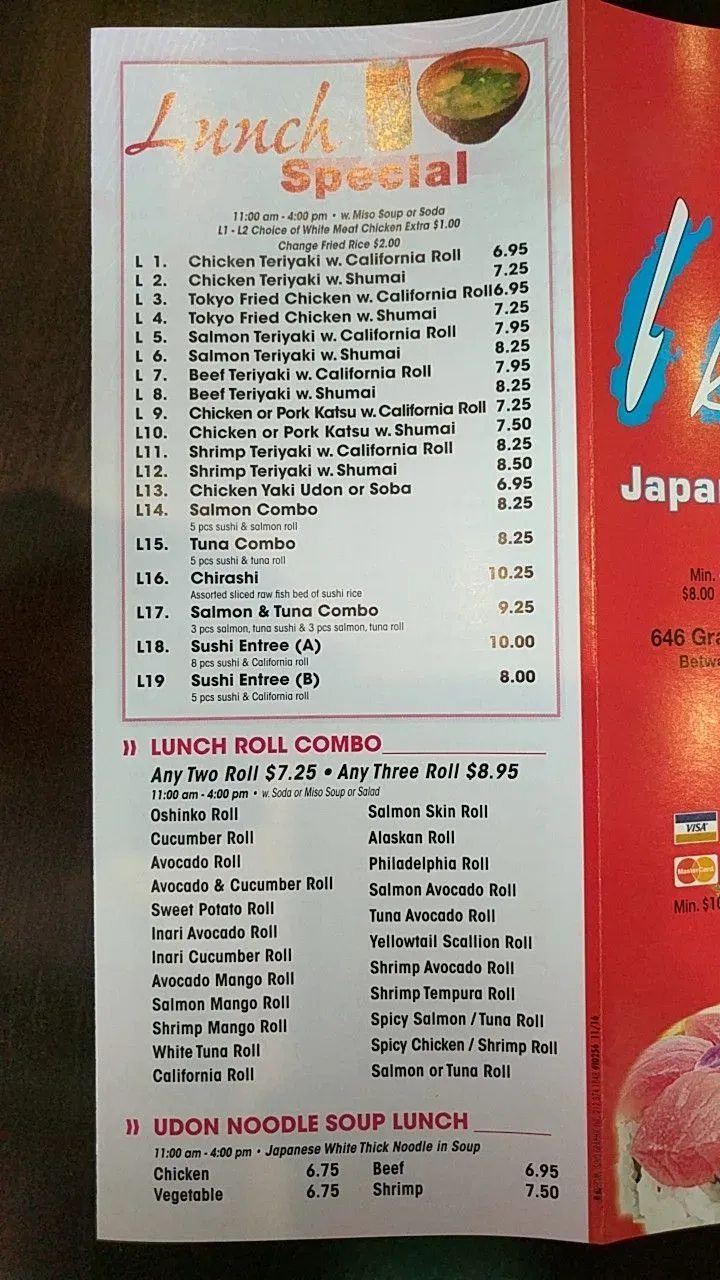 Lunch
Special
11:00 am - 4:00 pm • w. Miso Soup or Soda
L1 - L2 Choice of White Meat Chicken Extra $1.00
Change Fried Rice $2.00
L 1. Chicken Teriyaki w. California Roll 6.95
L 2. Chicken Teriyaki w. Shumai 7.25
L 3. Tokyo Fried Chicken w. California Roll 6.95
L 4. Tokyo Fried Chicken w. Shumai 7.25
L 5. Salmon Teriyaki w. California Roll 7.95
L 6. Salmon Teriyaki w. Shumai 8.25
L 7. Beef Teriyaki w. California Roll 7.95
L 8. Beef Teriyaki w. Shumai 8.25
L 9. Chicken or Pork Katsu w. California Roll 7.25
L10. Chicken or Pork Katsu w. Shumai 7.50
L11. Shrimp Teriyaki w. California Roll 8.25
L12. Shrimp Teriyaki w. Shumai 8.50
L13. Chicken Yaki Udon or Soba 6.95
L14. Salmon Combo 8.25
5 pcs sushi & salmon roll
L15. Tuna Combo 8.25
5 pcs sushi & tuna roll
L16. Chirashi 10.25
Assorted sliced raw fish bed of sushi rice
L17. Salmon & Tuna Combo 9.25
3 pcs salmon, tuna sushi & 3 pcs salmon, tuna roll
L18. Sushi Entree (A) 10.00
8 pcs sushi & California roll
L19 Sushi Entree (B) 8.00
5 pcs sushi & California roll
» LUNCH ROLL COMBO
Any Two Roll $7.25 • Any Three Roll $8.95
11:00 am - 4:00 pm • w. Soda or Miso Soup or Salad
Oshinko Roll
Cucumber Roll
Avocado Roll
Avocado & Cucumber Roll
Sweet Potato Roll
Inari Avocado Roll
Inari Cucumber Roll
Avocado Mango Roll
Salmon Mango Roll
Shrimp Mango Roll
White Tuna Roll
California Roll
Salmon Skin Roll
Alaskan Roll
Philadelphia Roll
Salmon Avocado Roll
Tuna Avocado Roll
Yellowtail Scallion Roll
Shrimp Avocado Roll
Shrimp Tempura Roll
Spicy Salmon / Tuna Roll
Spicy Chicken / Shrimp Roll
Salmon or Tuna Roll
» UDON NOODLE SOUP LUNCH
11:00 am - 4:00 pm • Japanese White Thick Noodle in Soup
Chicken 6.75 Beef 6.95
Vegetable 6.75 Shrimp 7.50
Japa
Min.
$8.00
646 Gra
Betwe
VISA
MasterCard
Min. $10
#10256 11/16